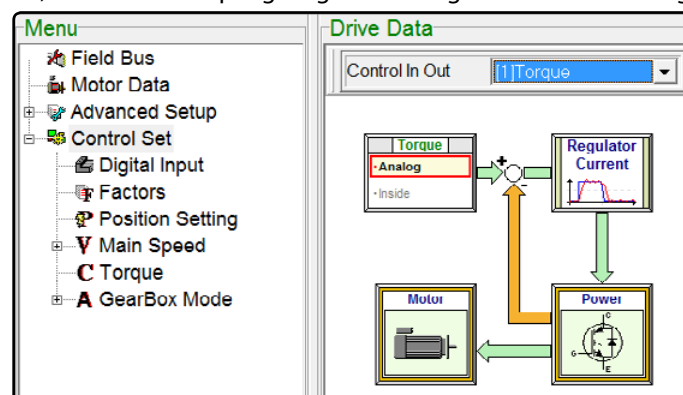 Menu
Field Bus
Motor Data
Advanced Setup
Control Set
Digital Input
Factors
Position Setting
V Main Speed
C Torque
A GearBox Mode
Drive Data
Control In Out [1]Torque
Torque
Analog
Inside
+
-
Regulator
Current
Motor
Power
C
G
E